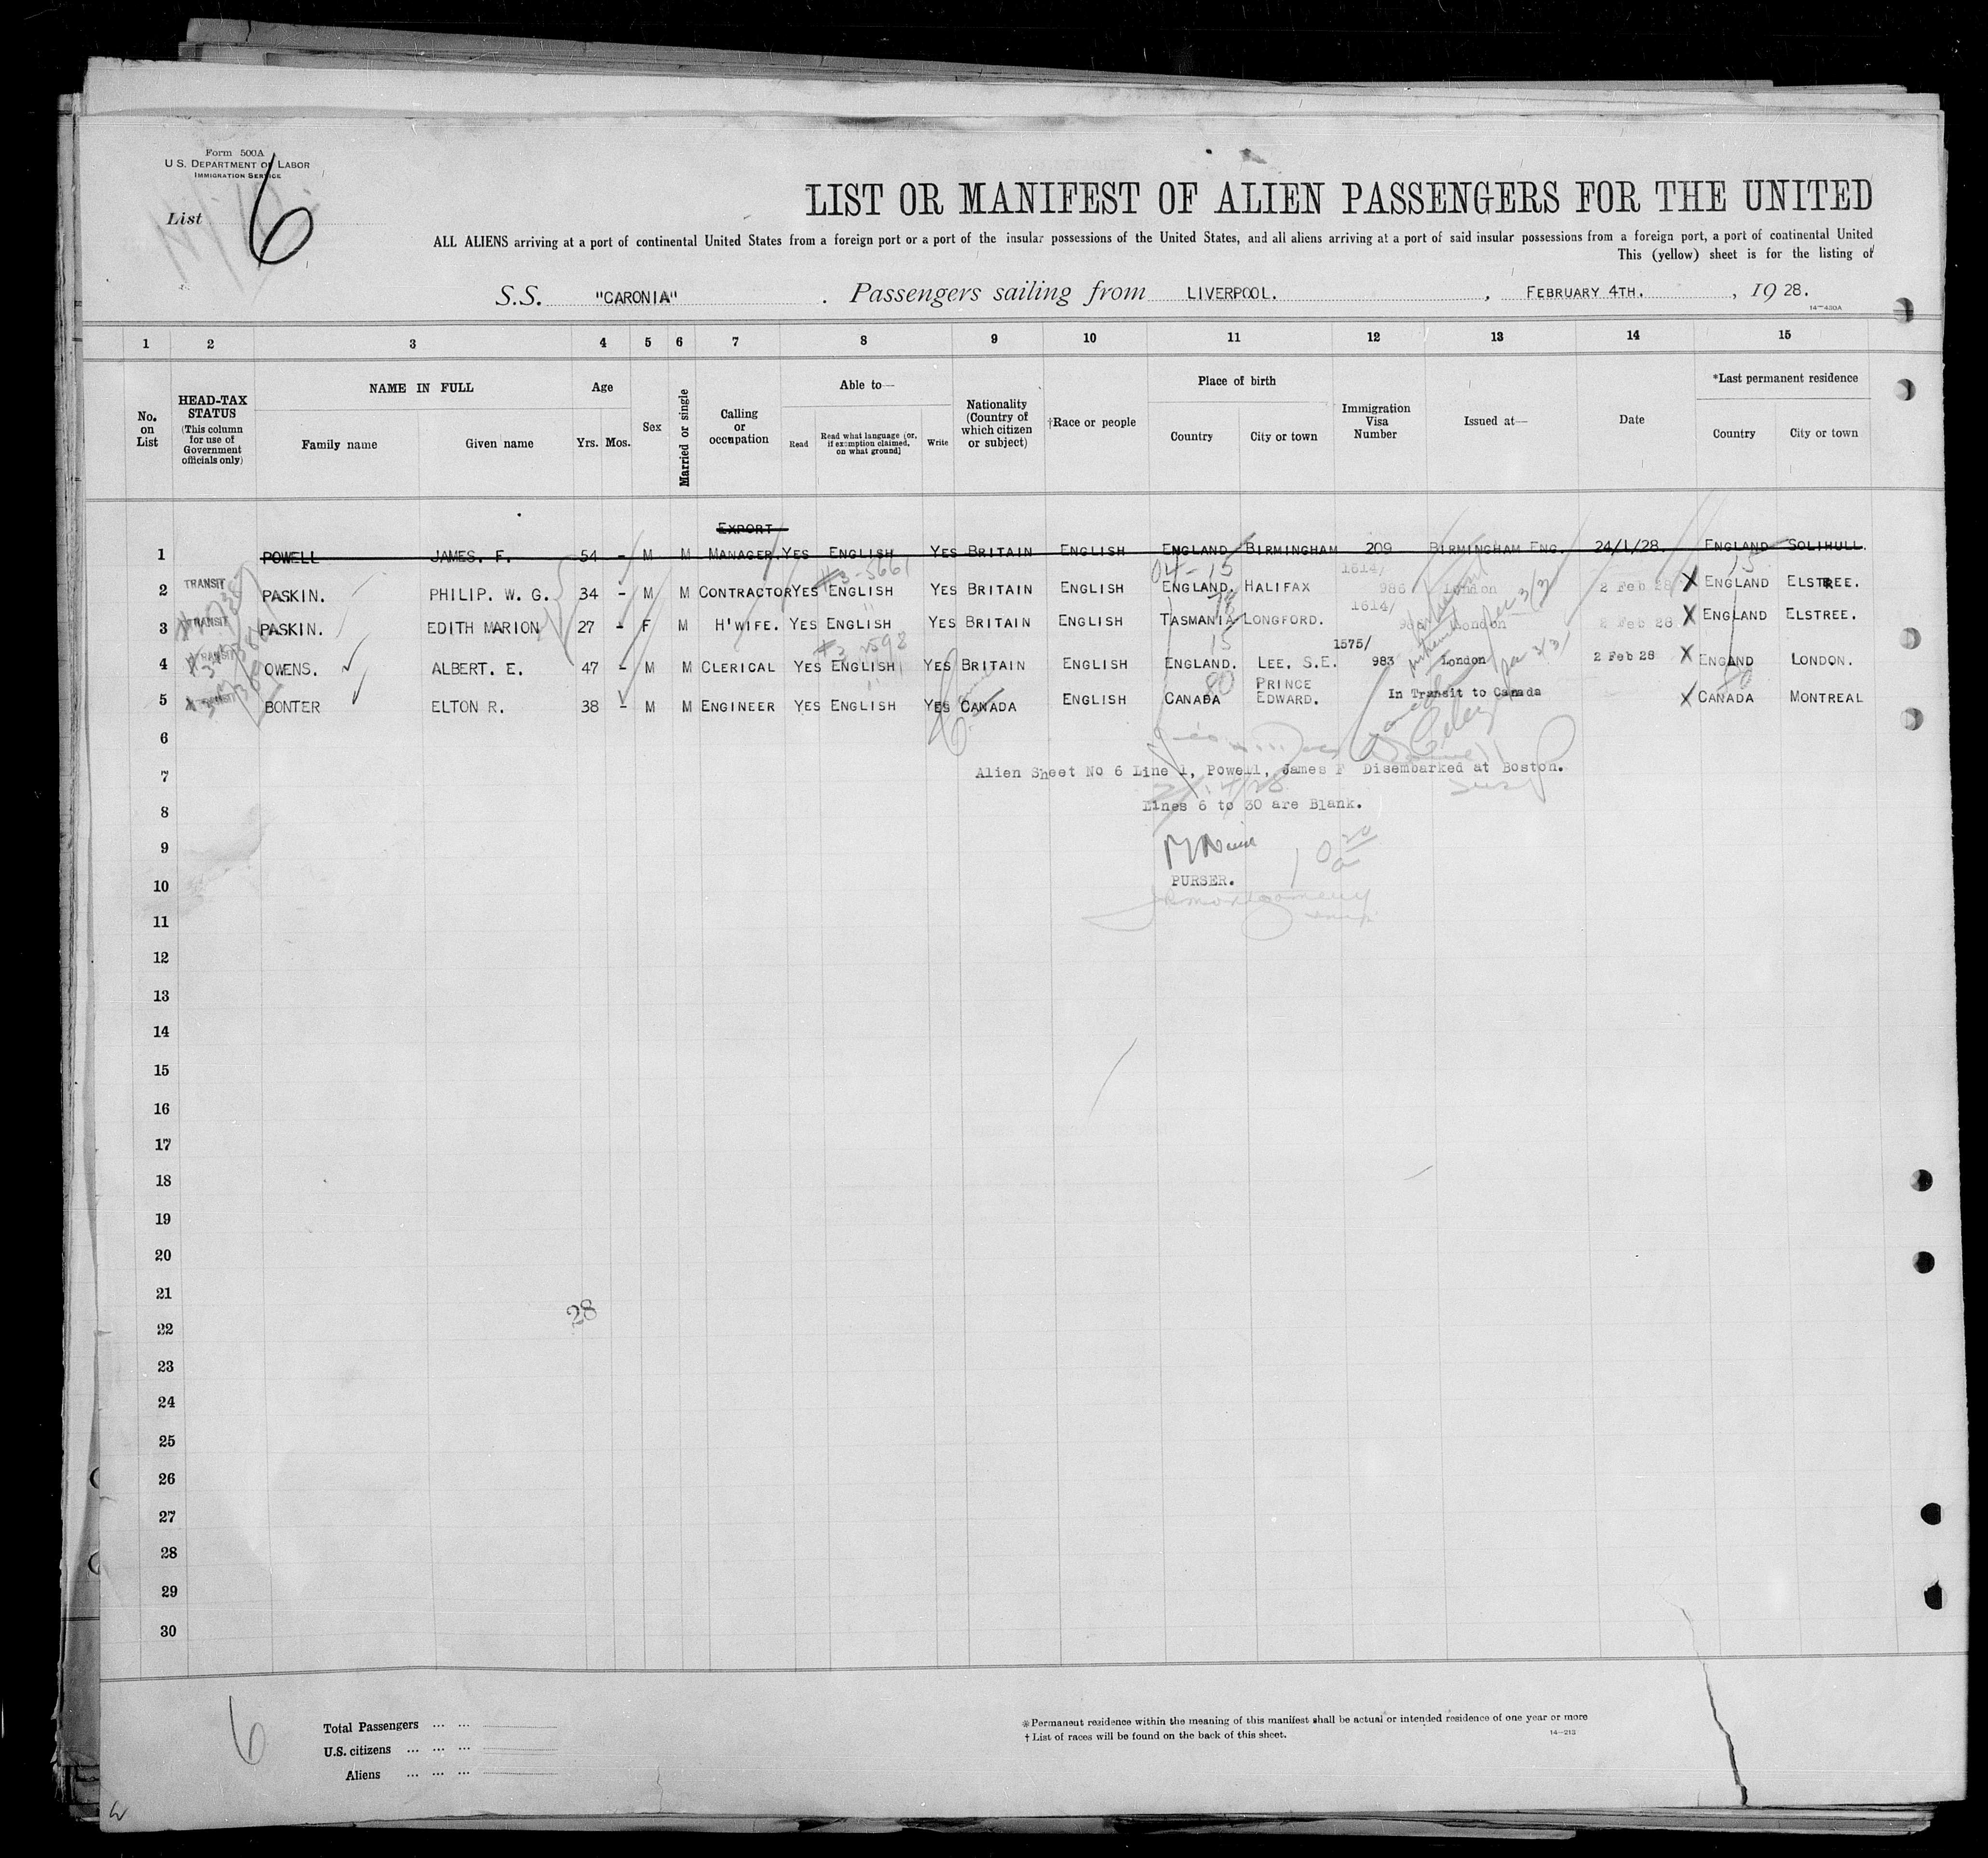 Form 500A
U.S. DEPARTMENT OF LABOR
IMMIGRATION SERVICE
List 6
LIST OR MANIFEST OF ALIEN PASSENGERS FOR THE UNITED
ALL ALIENS arriving at a port of continental United States from a foreign port or a port of the insular possessions of the United States, and all aliens arriving at a port of said insular possessions from a foreign port, a port of continental United
This (yellow) sheet is for the listing of
S.S. "CARONIA" . Passengers sailing from LIVERPOOL. , FEBRUARY 4TH. , 19 28.
14-430A
1 2 3 4 5 6 7 8 9 10 11 12 13 14 15
No. on List
HEAD-TAX STATUS (This column for use of Government officials only)
NAME IN FULL
Family name Given name
Age
Yrs. Mos.
Sex
Married or single
Calling or occupation
Able to—
Read Read what language [or, if exemption claimed, on what ground] Write
Nationality (Country of which citizen or subject)
†Race or people
Place of birth
Country City or town
Immigration Visa Number
Issued at—
Date
*Last permanent residence
Country City or town
EXPORT
1 POWELL JAMES. F. 54 - M M MANAGER. YES ENGLISH YES BRITAIN ENGLISH ENGLAND BIRMINGHAM 209 BIRMINGHAM ENG. 24/1/28. ENGLAND SOLIHULL.
04-15 1614/ 15
2 TRANSIT PASKIN. PHILIP. W. G. 34 - M M CONTRACTOR YES ENGLISH YES BRITAIN ENGLISH ENGLAND. HALIFAX 986 London 2 Feb 28 X ENGLAND ELSTREE.
1614/
3 TRANSIT PASKIN. EDITH MARION 27 - F M H'WIFE. YES ENGLISH YES BRITAIN ENGLISH TASMANIA LONGFORD. London 2 Feb 28 X ENGLAND ELSTREE.
15 1575/
4 TRANSIT OWENS. ALBERT. E. 47 - M M CLERICAL YES ENGLISH YES BRITAIN ENGLISH ENGLAND. LEE, S.E. 983 London 2 Feb 28 X ENGLAND LONDON.
80 PRINCE
5 TRANSIT BONTER ELTON R. 38 - M M ENGINEER YES ENGLISH YES CANADA ENGLISH CANADA EDWARD. In Transit to Canada X CANADA MONTREAL
6
7 Alien Sheet No 6 Line 1, Powell, James F Disembarked at Boston.
8 Lines 6 to 30 are Blank.
9
10 PURSER.
11
12
13
14
15
16
17
18
19
20
21
28
22
23
24
25
26
27
28
29
30
6
Total Passengers ... ...
U.S. citizens ... ... ...
Aliens ... ... ...
*Permanent residence within the meaning of this manifest shall be actual or intended residence of one year or more
† List of races will be found on the back of this sheet.
14-213